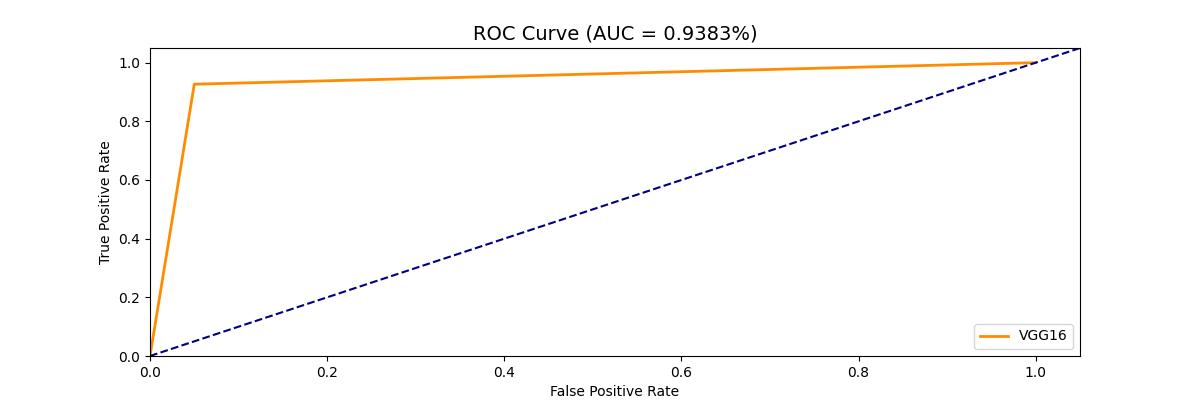 ROC Curve (AUC = 0.9383%)
True Positive Rate
1.0
0.8
0.6
0.4
0.2
0.0
VGG16
0.0 0.2 0.4 0.6 0.8 1.0
False Positive Rate